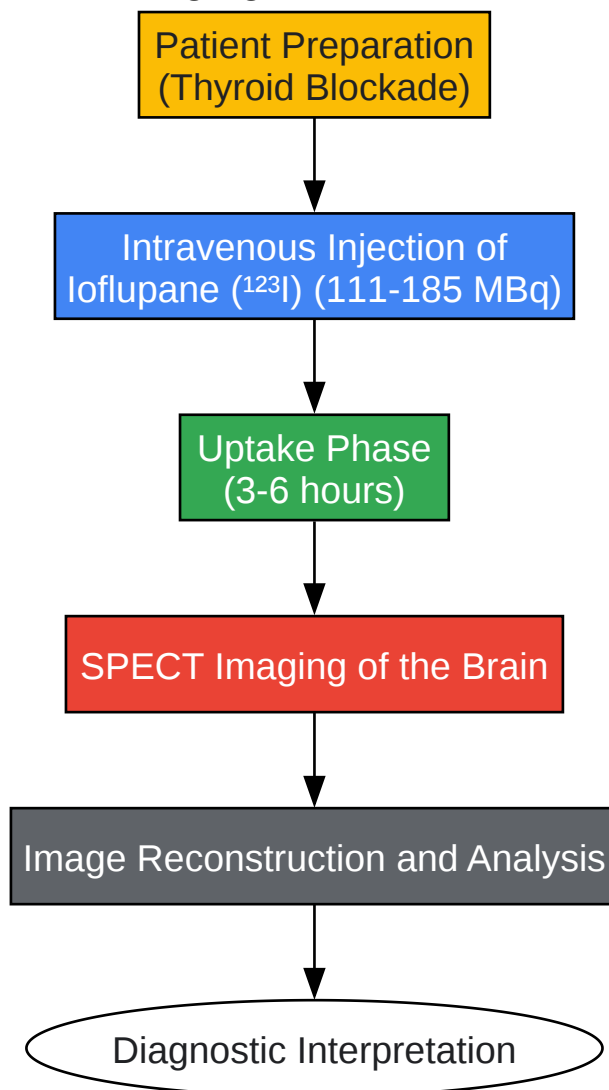 Patient Preparation
(Thyroid Blockade)
Intravenous Injection of
Ioflupane (¹²³I) (111-185 MBq)
Uptake Phase
(3-6 hours)
SPECT Imaging of the Brain
Image Reconstruction and Analysis
Diagnostic Interpretation